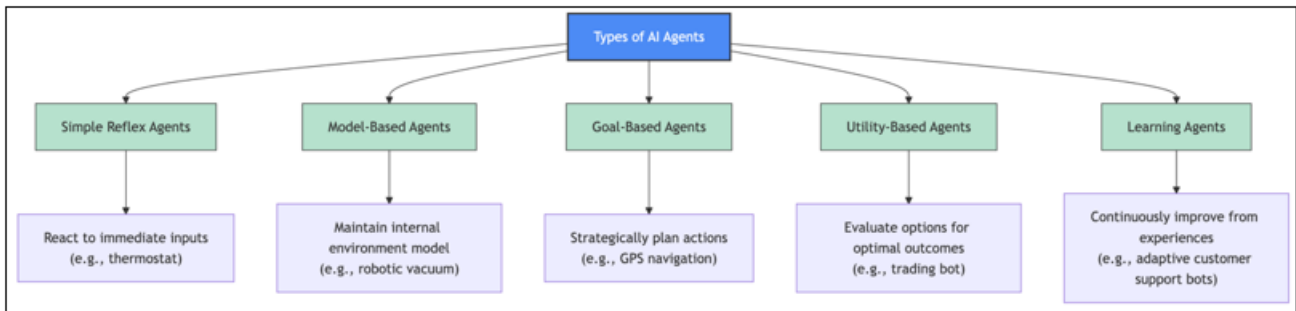 Types of AI Agents
Simple Reflex Agents
Model-Based Agents
Goal-Based Agents
Utility-Based Agents
Learning Agents
React to immediate inputs
(e.g., thermostat)
Maintain internal
environment model
(e.g., robotic vacuum)
Strategically plan actions
(e.g., GPS navigation)
Evaluate options for
optimal outcomes
(e.g., trading bot)
Continuously improve from
experiences
(e.g., adaptive customer
support bots)